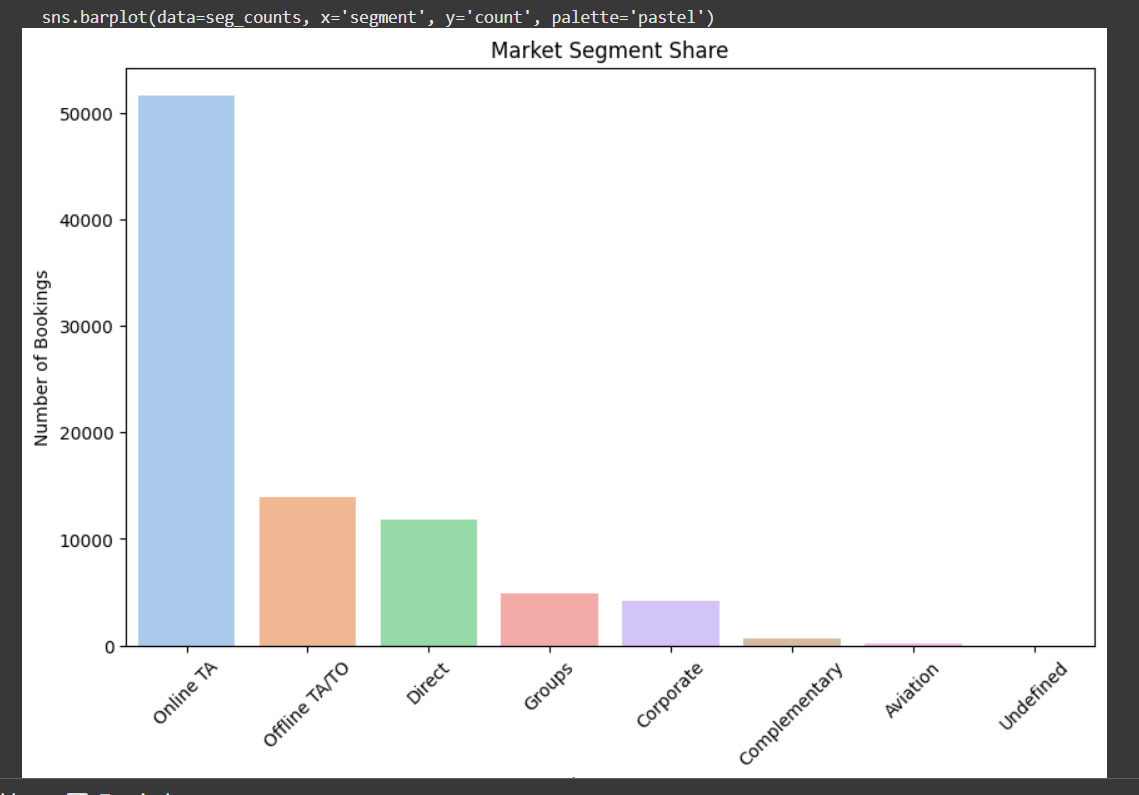 sns.barplot(data=seg_counts, x='segment', y='count', palette='pastel')
Market Segment Share
Number of Bookings
50000
40000
30000
20000
10000
0
Online TA
Offline TA/TO
Direct
Groups
Corporate
Complementary
Aviation
Undefined